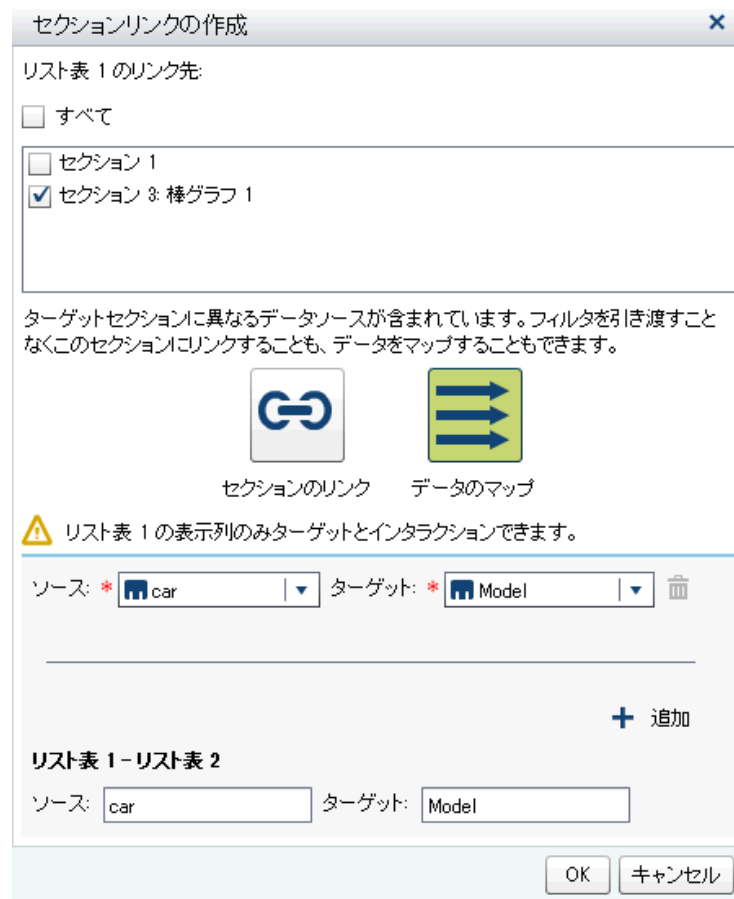 セクションリンクの作成
リスト表 1 のリンク先:
すべて
セクション 1
セクション 3: 棒グラフ 1
ターゲットセクションに異なるデータソースが含まれています。フィルタを引き渡すこと
なくこのセクションにリンクすることも、データをマップすることもできます。
セクションのリンク データのマップ
リスト表 1 の表示列のみターゲットとインタラクションできます。
ソース: * car ターゲット: * Model
+ 追加
リスト表 1 - リスト表 2
ソース: car ターゲット: Model
OK キャンセル